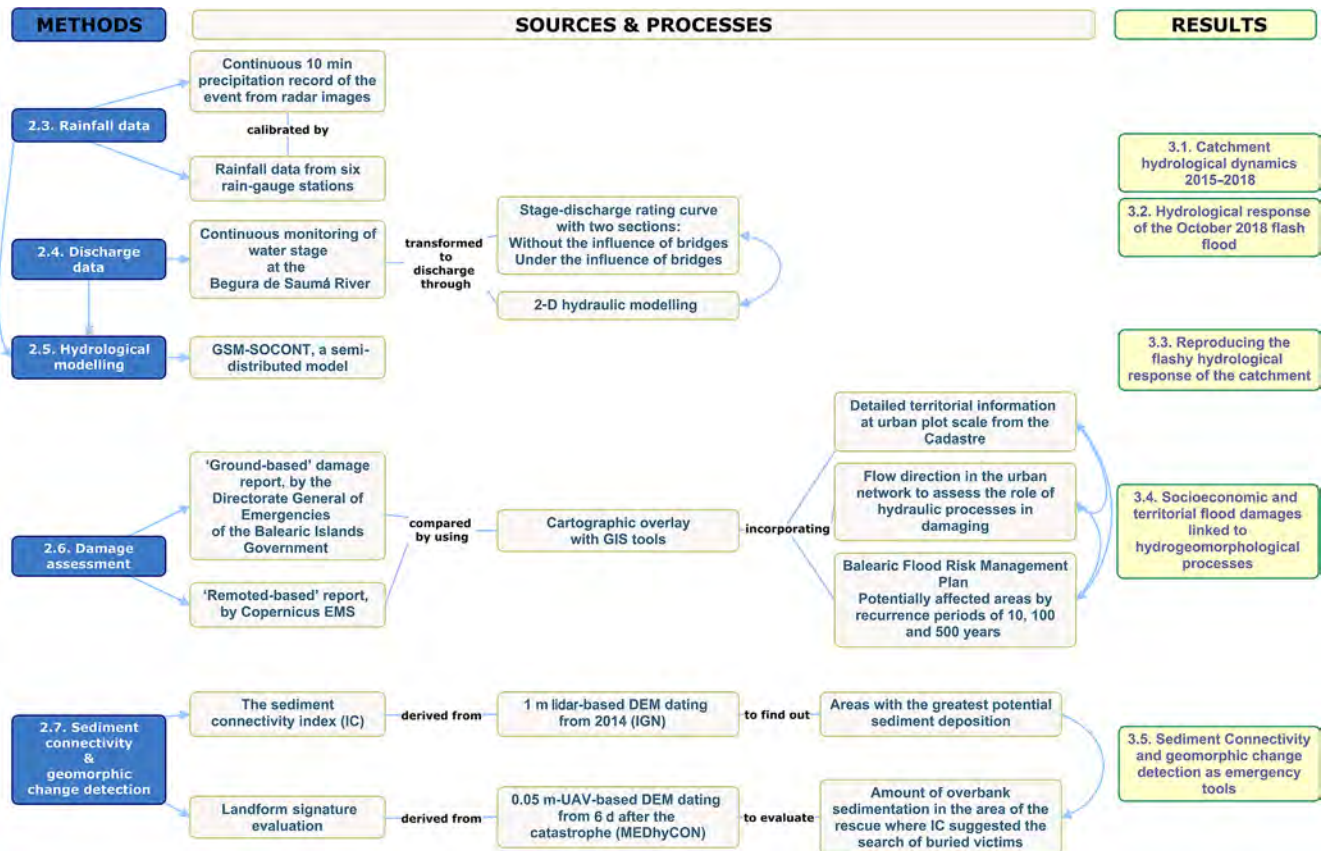 METHODS
SOURCES & PROCESSES
RESULTS
2.3. Rainfall data
Continuous 10 min
precipitation record of the
event from radar images
calibrated by
Rainfall data from six
rain-gauge stations
3.1. Catchment
hydrological dynamics
2015–2018
2.4. Discharge
data
Continuous monitoring of
water stage
at the
Begura de Saumá River
transformed
to
discharge
through
Stage-discharge rating curve
with two sections:
Without the influence of bridges
Under the influence of bridges
2-D hydraulic modelling
3.2. Hydrological response
of the October 2018 flash
flood
2.5. Hydrological
modelling
GSM-SOCONT, a semi-
distributed model
3.3. Reproducing the
flashy hydrological
response of the catchment
2.6. Damage
assessment
‘Ground-based’ damage
report, by the
Directorate General of
Emergencies
of the Balearic Islands
Government
‘Remoted-based’ report,
by Copernicus EMS
compared
by using
Cartographic overlay
with GIS tools
incorporating
Detailed territorial information
at urban plot scale from the
Cadastre
Flow direction in the urban
network to assess the role of
hydraulic processes in
damaging
Balearic Flood Risk Management
Plan
Potentially affected areas by
recurrence periods of 10, 100
and 500 years
3.4. Socioeconomic and
territorial flood damages
linked to
hydrogeomorphological
processes
2.7. Sediment
connectivity
&
geomorphic
change detection
The sediment
connectivity index (IC)
derived from
1 m lidar-based DEM dating
from 2014 (IGN)
to find out
Areas with the greatest potential
sediment deposition
Landform signature
evaluation
derived from
0.05 m-UAV-based DEM dating
from 6 d after the
catastrophe (MEDhyCON)
to evaluate
Amount of overbank
sedimentation in the area of the
rescue where IC suggested the
search of buried victims
3.5. Sediment Connectivity
and geomorphic change
detection as emergency
tools